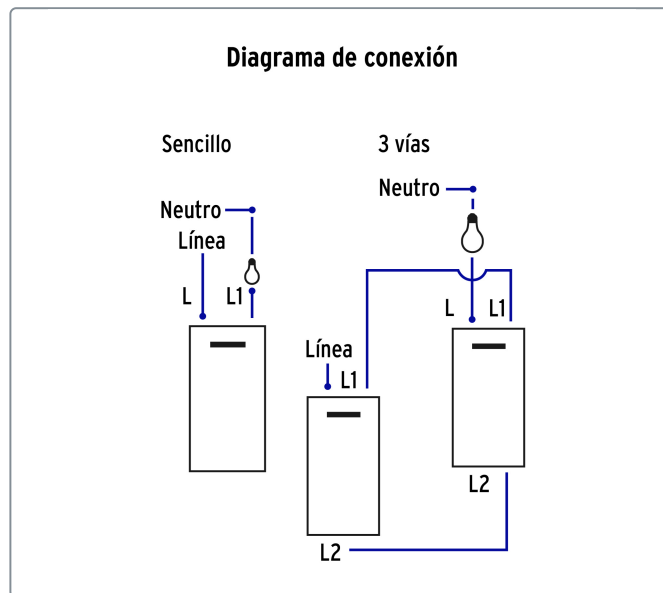 Diagrama de conexión
Sencillo
3 vías
Neutro
Línea
L
L1
Neutro
L
L1
Línea
L1
L2
L2